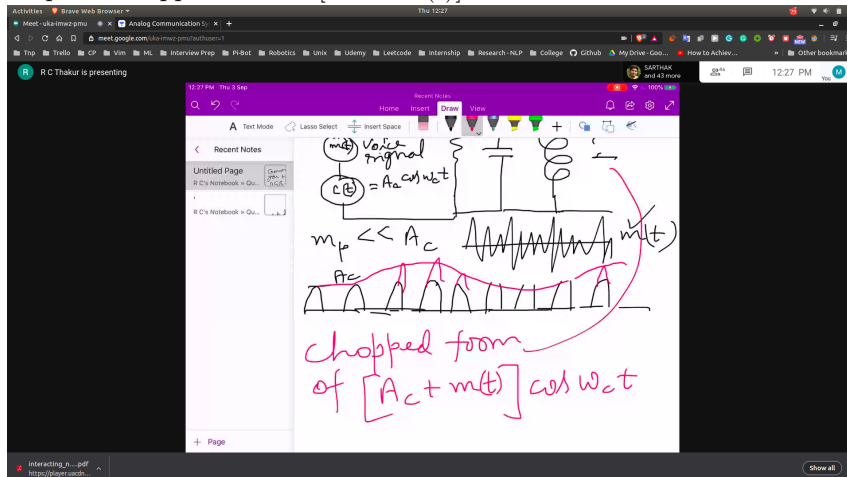 Activities
Brave Web Browser
Thu 12:27
Meet - uka-imwz-pmu
Analog Communication Sy
meet.google.com/uka-imwz-pmu?authuser=1
Tnp
Trello
CP
Vim
ML
Interview Prep
Pi-Bot
Robotics
Unix
Udemy
Leetcode
Internship
Research - NLP
College
Github
My Drive - Goo...
How to Achiev...
»
Other bookmarks
R
R C Thakur is presenting
SARTHAK
and 43 more
12:27 PM
You
M
12:27 PM Thu 3 Sep
100%
Recent Notes
Home
Insert
Draw
View
Text Mode
Lasso Select
Insert Space
Recent Notes
Untitled Page
R C's Notebook » Qu...
R C's Notebook » Qu...
+ Page
m(t) voice
signal
c(t) = Ac cos wc t
mp << Ac
m(t)
Ac
chopped form
of [Ac + m(t)] cos wc t
interacting_n....pdf
https://player.uacdn...
Show all